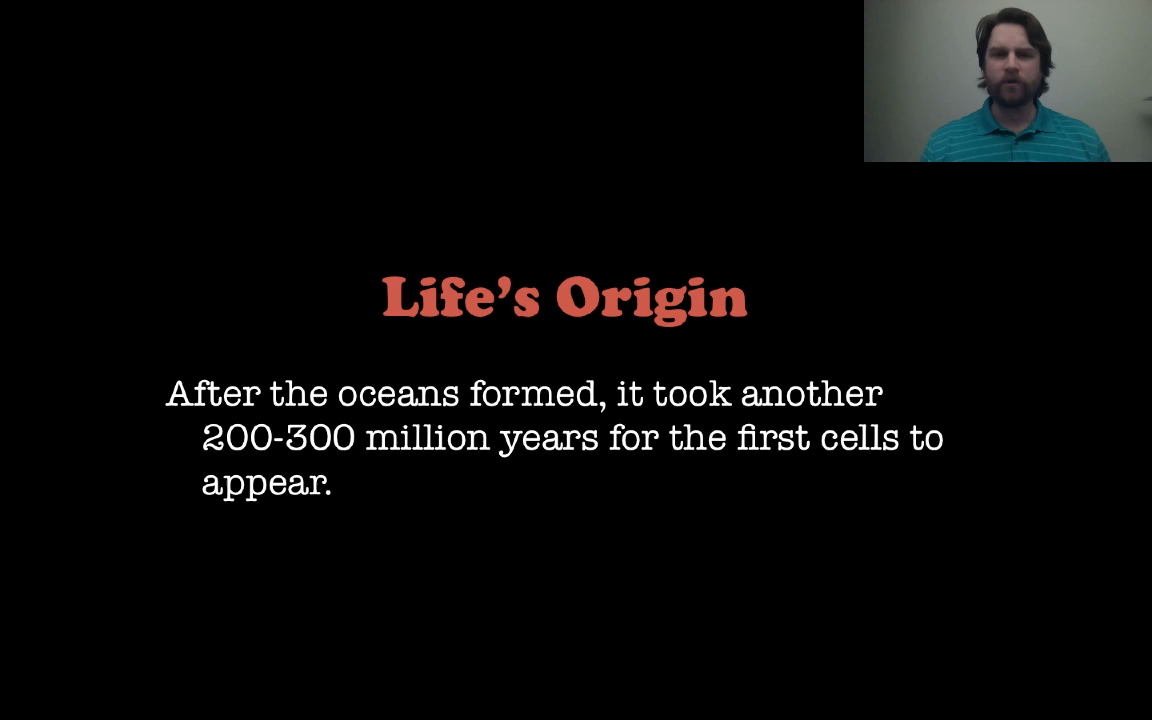 Life’s Origin
After the oceans formed, it took another
200-300 million years for the first cells to
appear.